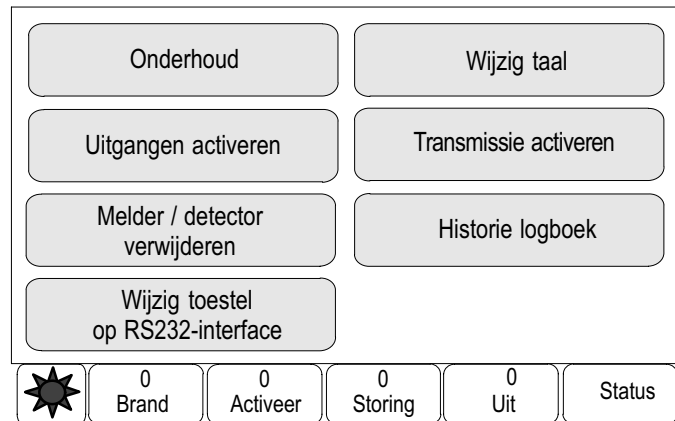 Onderhoud
Wijzig taal
Uitgangen activeren
Transmissie activeren
Melder / detector
verwijderen
Historie logboek
Wijzig toestel
op RS232-interface
0
Brand
0
Activeer
0
Storing
0
Uit
Status